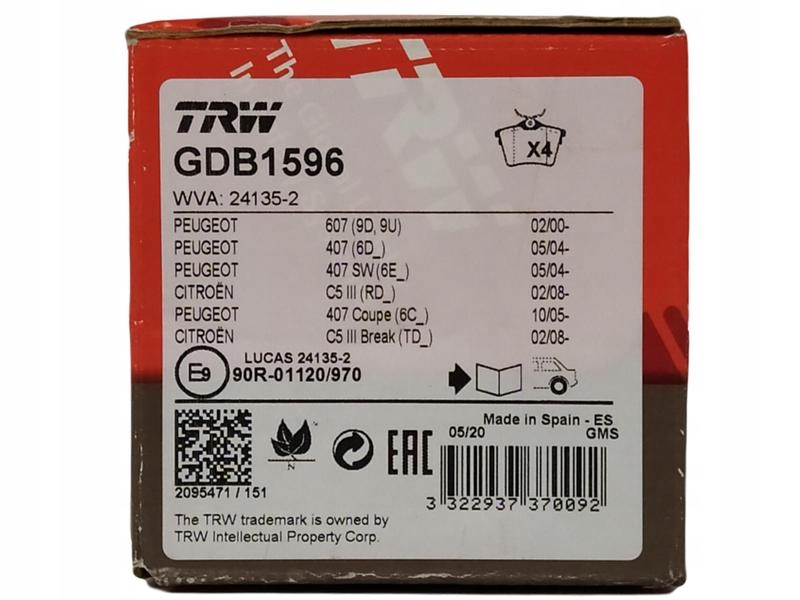 TRW
GDB1596
X4
WVA: 24135-2
PEUGEOT 607 (9D, 9U) 02/00-
PEUGEOT 407 (6D_) 05/04-
PEUGEOT 407 SW (6E_) 05/04-
CITROËN C5 III (RD_) 02/08-
PEUGEOT 407 Coupe (6C_) 10/05-
CITROËN C5 III Break (TD_) 02/08-
LUCAS 24135-2
E9 90R-01120/970
Made in Spain - ES
05/20 GMS
N
EAC
2095471 / 151
3 322937 370092
The TRW trademark is owned by
TRW Intellectual Property Corp.